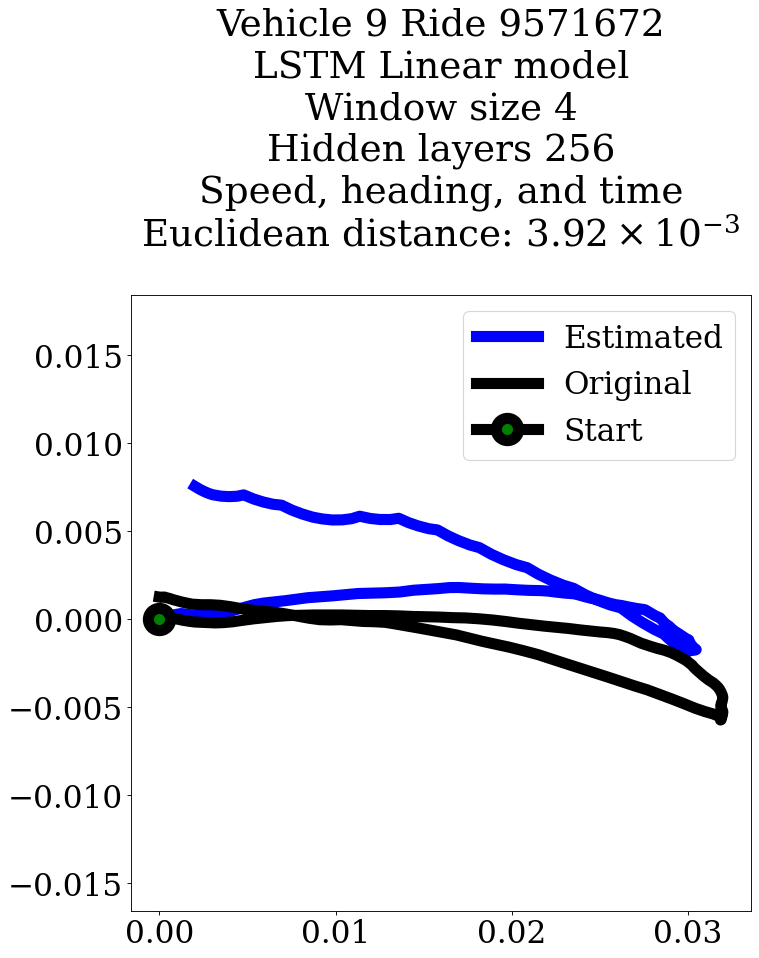 Vehicle 9 Ride 9571672
LSTM Linear model
Window size 4
Hidden layers 256
Speed, heading, and time
Euclidean distance: 3.92 × 10⁻³
Estimated
Original
Start
0.015
0.010
0.005
0.000
−0.005
−0.010
−0.015
0.00 0.01 0.02 0.03